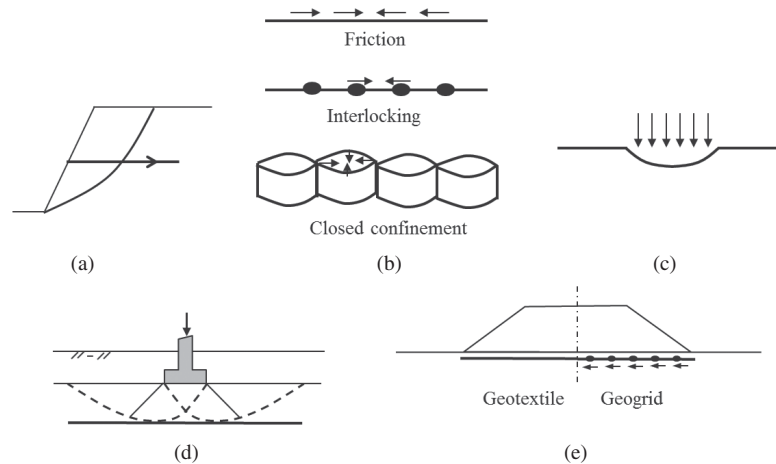 Friction
Interlocking
Closed confinement
(a)
(b)
(c)
Geotextile
Geogrid
(d)
(e)